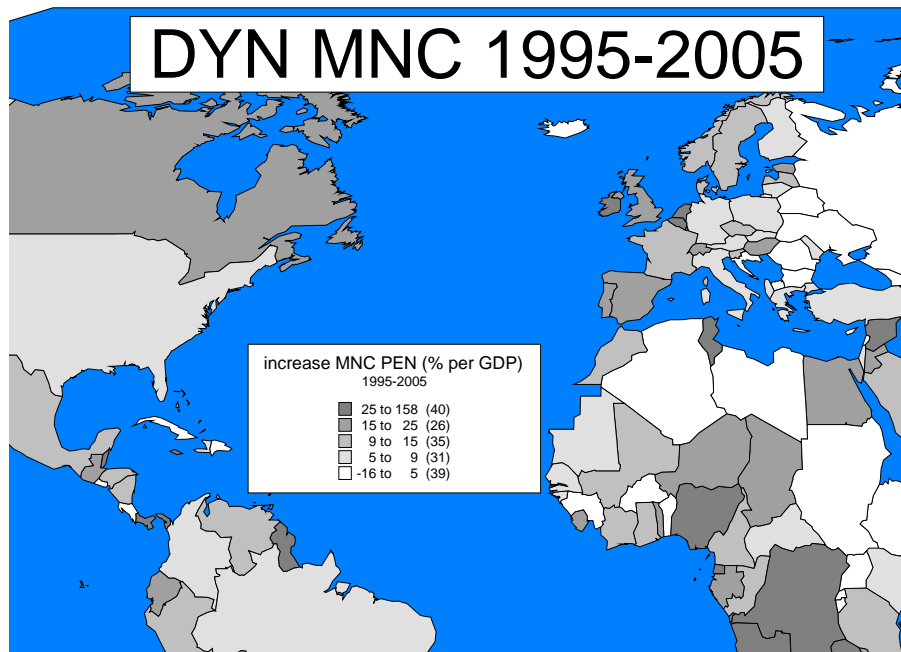 DYN MNC 1995-2005
increase MNC PEN (% per GDP)
1995-2005
25 to 158 (40)
15 to 25 (26)
9 to 15 (35)
5 to 9 (31)
-16 to 5 (39)